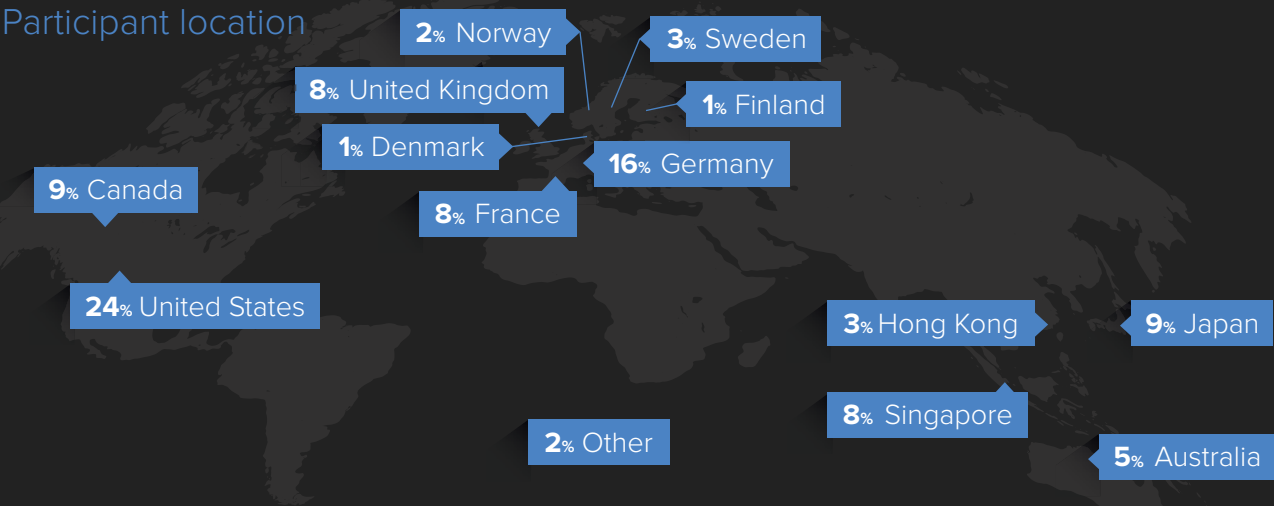 Participant location
2% Norway
3% Sweden
8% United Kingdom
1% Finland
1% Denmark
16% Germany
9% Canada
8% France
24% United States
3% Hong Kong
9% Japan
8% Singapore
2% Other
5% Australia